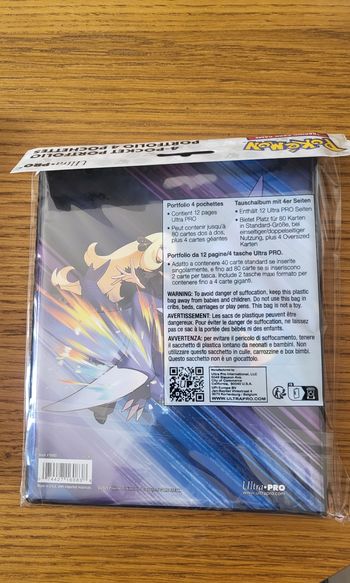 POKÉMON
4-POCKET PORTFOLIO
PORTFOLIO 4 POCHETTES
Ultra•PRO
Portfolio 4 pochettes
• Contient 12 pages
Ultra PRO
• Peut contenir jusqu'à
80 cartes dos à dos,
plus 4 cartes géantes
Tauschalbum mit 4er Seiten
• Enthält 12 Ultra PRO Seiten
• Bietet Platz für 80 Karten
in Standard-Größe, bei
einseitiger/doppelseitiger
Nutzung, plus 4 Oversized
Karten
Portfolio da 12 pagine/4 tasche Ultra PRO.
• Adatto a contenere 40 carte standard se inserite
singolarmente, e fino ad 80 carte se si inseriscono
2 carte per tasca. Include 2 tasche maxi formato per
contenere fino a 4 carte giganti.
WARNING: To avoid danger of suffocation, keep this plastic
bag away from babies and children. Do not use this bag in
cribs, beds, carriages or play pens. This bag is not a toy.
AVERTISSEMENT: Les sacs de plastique peuvent être
dangereux. Pour éviter le danger de suffocation, ne laissez
pas ce sac à la portée des bébés ni des enfants.
AVVERTENZA: per evitare il pericolo di soffocamento, tenere
il sacchetto di plastica lontano da neonati e bambini. Non
utilizzare questo sacchetto in culle, carrozzine e box bimbi.
Questo sacchetto non è un giocattolo.
Manufactured by
Ultra Pro International, LLC
WWW.ULTRAPRO.COM
Ultra•PRO
www.ultrapro.com